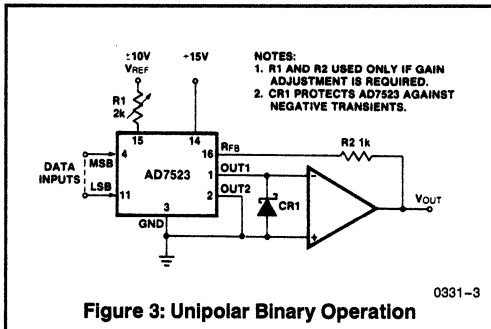 ±10V
VREF
+15V
NOTES:
1. R1 AND R2 USED ONLY IF GAIN
ADJUSTMENT IS REQUIRED.
2. CR1 PROTECTS AD7523 AGAINST
NEGATIVE TRANSIENTS.
R1
2k
15
14
RFB
R2 1k
DATA
INPUTS
MSB
4
16
OUT1
AD7523
1
OUT2
LSB
11
2
3
GND
CR1
−
+
VOUT
0331–3
Figure 3: Unipolar Binary Operation